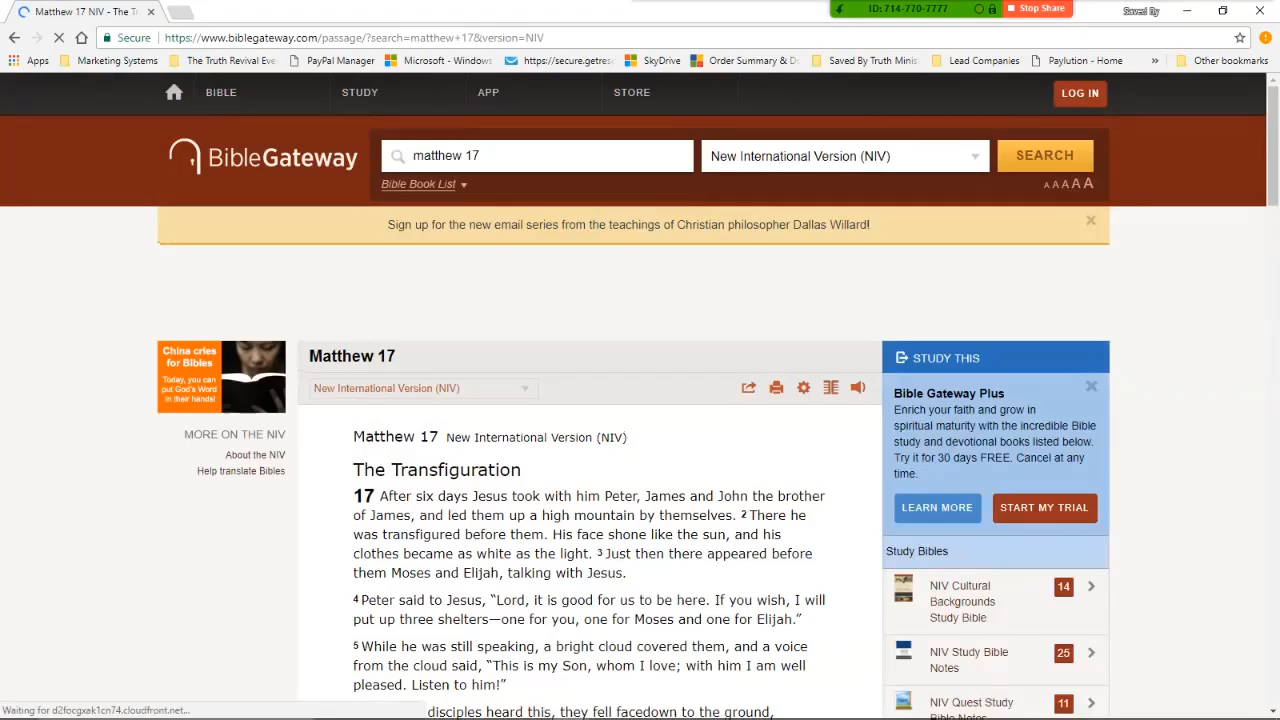 Matthew 17 NIV - The Tr
ID: 714-770-7777
Stop Share
Saved By
Secure
https://www.biblegateway.com/passage/?search=matthew+17&version=NIV
Apps
Marketing Systems
The Truth Revival Eve
PayPal Manager
Microsoft - Windows
https://secure.getres
SkyDrive
Order Summary & D
Saved By Truth Minis
Lead Companies
Paylution - Home
»
Other bookmarks
BIBLE
STUDY
APP
STORE
LOG IN
BibleGateway
matthew 17
New International Version (NIV)
SEARCH
Bible Book List
A A A A A
Sign up for the new email series from the teachings of Christian philosopher Dallas Willard!
China cries
for Bibles
Today, you can
put God's Word
in their hands!
MORE ON THE NIV
About the NIV
Help translate Bibles
Matthew 17
New International Version (NIV)
Matthew 17 New International Version (NIV)
The Transfiguration
17 After six days Jesus took with him Peter, James and John the brother
of James, and led them up a high mountain by themselves. 2 There he
was transfigured before them. His face shone like the sun, and his
clothes became as white as the light. 3 Just then there appeared before
them Moses and Elijah, talking with Jesus.
4 Peter said to Jesus, “Lord, it is good for us to be here. If you wish, I will
put up three shelters—one for you, one for Moses and one for Elijah.”
5 While he was still speaking, a bright cloud covered them, and a voice
from the cloud said, “This is my Son, whom I love; with him I am well
pleased. Listen to him!”
disciples heard this, they fell facedown to the ground,
STUDY THIS
Bible Gateway Plus
Enrich your faith and grow in
spiritual maturity with the incredible Bible
study and devotional books listed below.
Try it for 30 days FREE. Cancel at any
time.
LEARN MORE
START MY TRIAL
Study Bibles
NIV Cultural
Backgrounds
Study Bible
14
NIV Study Bible
Notes
25
NIV Quest Study
Bible Notes
11
Waiting for d2focgxak1cn74.cloudfront.net...